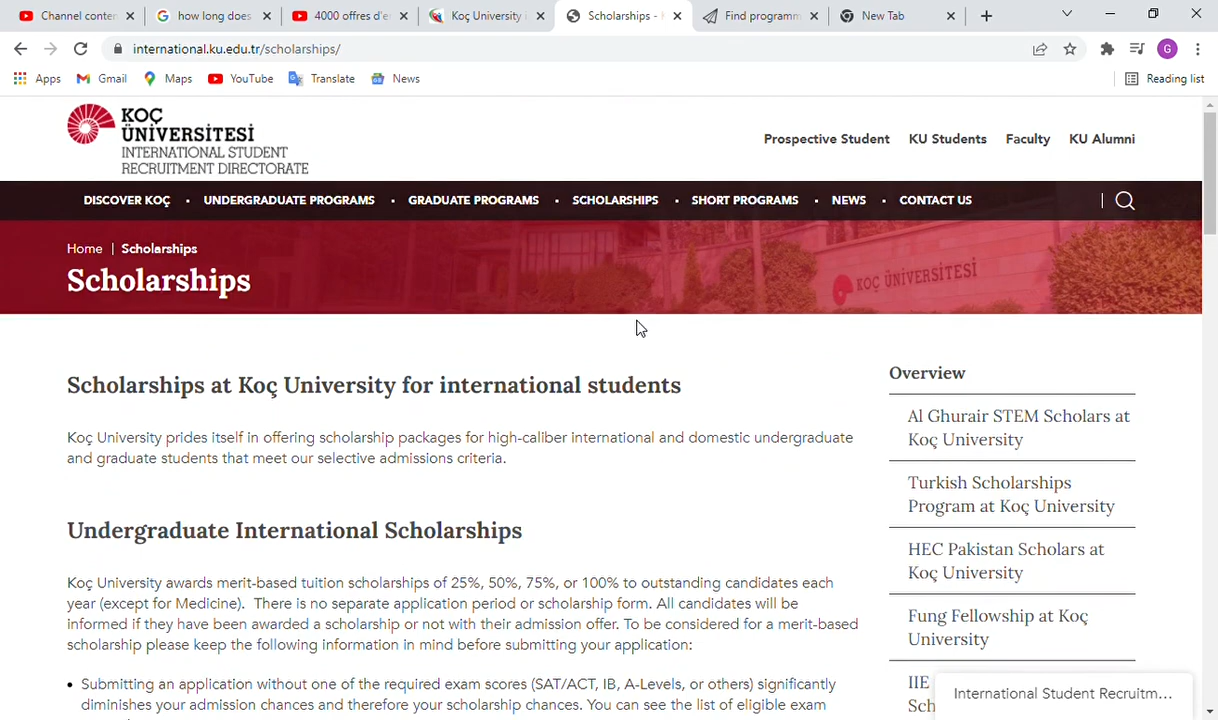 Channel conten
how long does
4000 offres d'e
Koç University i
Scholarships -
Find programm
New Tab
international.ku.edu.tr/scholarships/
G
Apps
Gmail
Maps
YouTube
Translate
News
Reading list
KOÇ
ÜNİVERSİTESİ
INTERNATIONAL STUDENT
RECRUITMENT DIRECTORATE
Prospective Student
KU Students
Faculty
KU Alumni
DISCOVER KOÇ • UNDERGRADUATE PROGRAMS • GRADUATE PROGRAMS • SCHOLARSHIPS • SHORT PROGRAMS • NEWS • CONTACT US
Home | Scholarships
Scholarships
KOÇ ÜNİVERSİTESİ
Scholarships at Koç University for international students
Koç University prides itself in offering scholarship packages for high-caliber international and domestic undergraduate
and graduate students that meet our selective admissions criteria.
Undergraduate International Scholarships
Koç University awards merit-based tuition scholarships of 25%, 50%, 75%, or 100% to outstanding candidates each
year (except for Medicine). There is no separate application period or scholarship form. All candidates will be
informed if they have been awarded a scholarship or not with their admission offer. To be considered for a merit-based
scholarship please keep the following information in mind before submitting your application:
• Submitting an application without one of the required exam scores (SAT/ACT, IB, A-Levels, or others) significantly
diminishes your admission chances and therefore your scholarship chances. You can see the list of eligible exam
Overview
Al Ghurair STEM Scholars at
Koç University
Turkish Scholarships
Program at Koç University
HEC Pakistan Scholars at
Koç University
Fung Fellowship at Koç
University
IIE
Sch
International Student Recruitm...